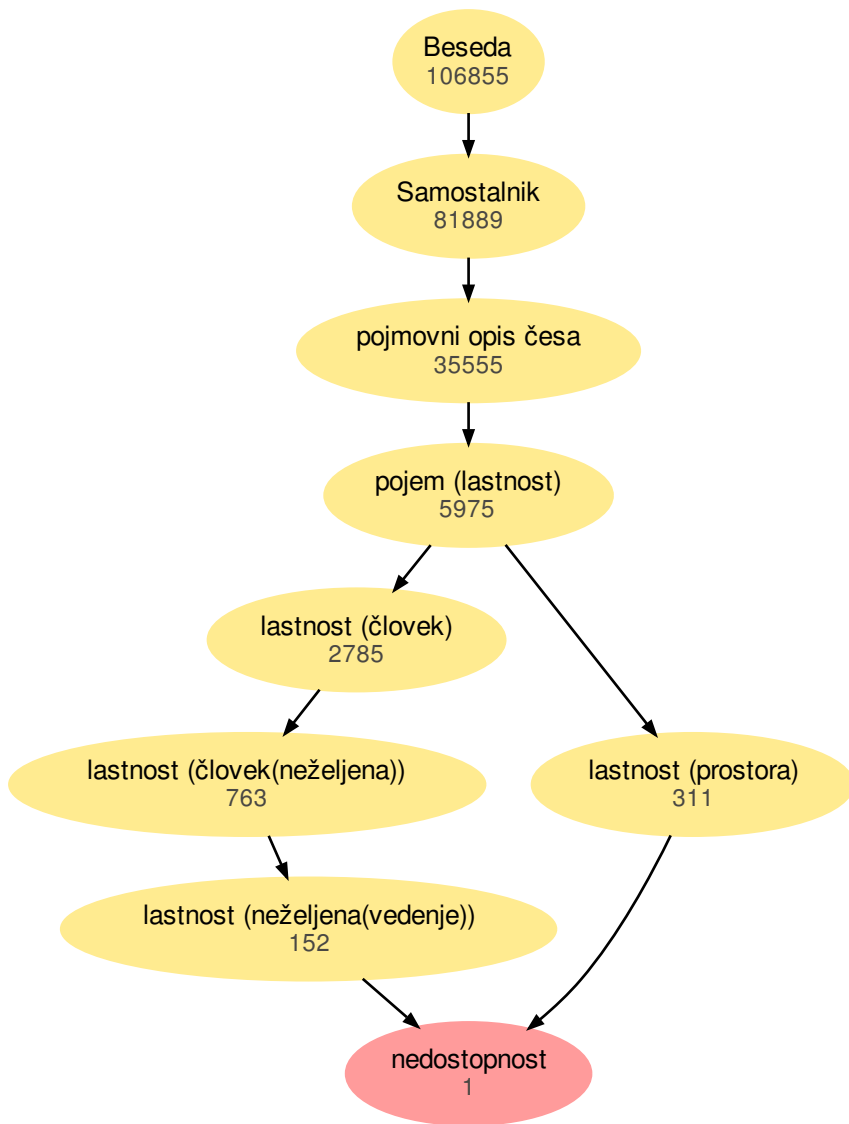 Beseda
106855
Samostalnik
81889
pojmovni opis česa
35555
pojem (lastnost)
5975
lastnost (človek)
2785
lastnost (človek(neželjena))
763
lastnost (prostora)
311
lastnost (neželjena(vedenje))
152
nedostopnost
1